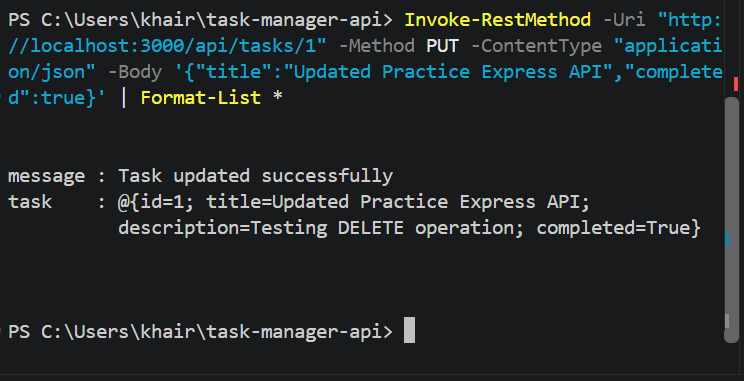 PS C:\Users\khair\task-manager-api> Invoke-RestMethod -Uri "http:
//localhost:3000/api/tasks/1" -Method PUT -ContentType "applicati
on/json" -Body '{"title":"Updated Practice Express API","complete
d":true}' | Format-List *
message : Task updated successfully
task    : @{id=1; title=Updated Practice Express API;
          description=Testing DELETE operation; completed=True}
PS C:\Users\khair\task-manager-api>